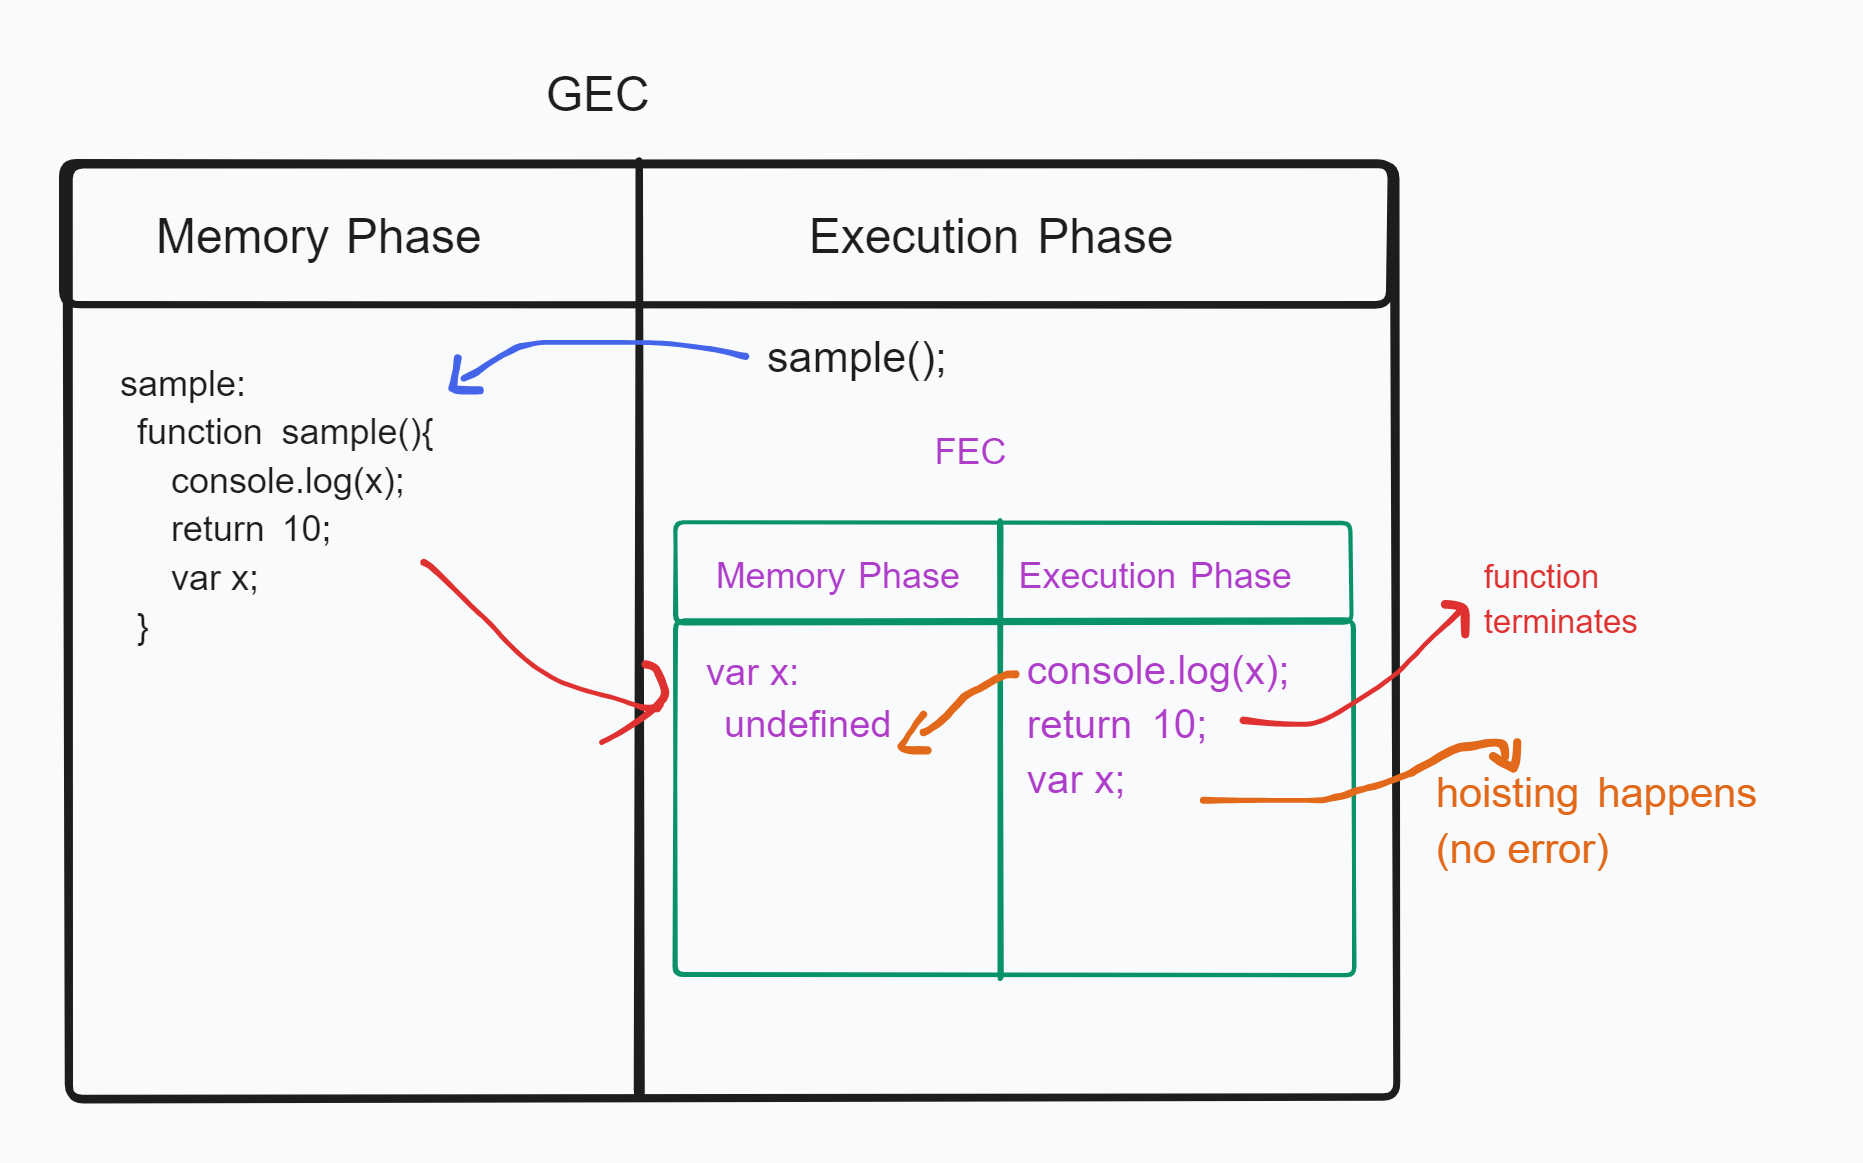 GEC
Memory Phase
Execution Phase
sample:
function sample(){
console.log(x);
return 10;
var x;
}
sample();
FEC
Memory Phase
Execution Phase
var x:
undefined
console.log(x);
return 10;
var x;
function
terminates
hoisting happens
(no error)